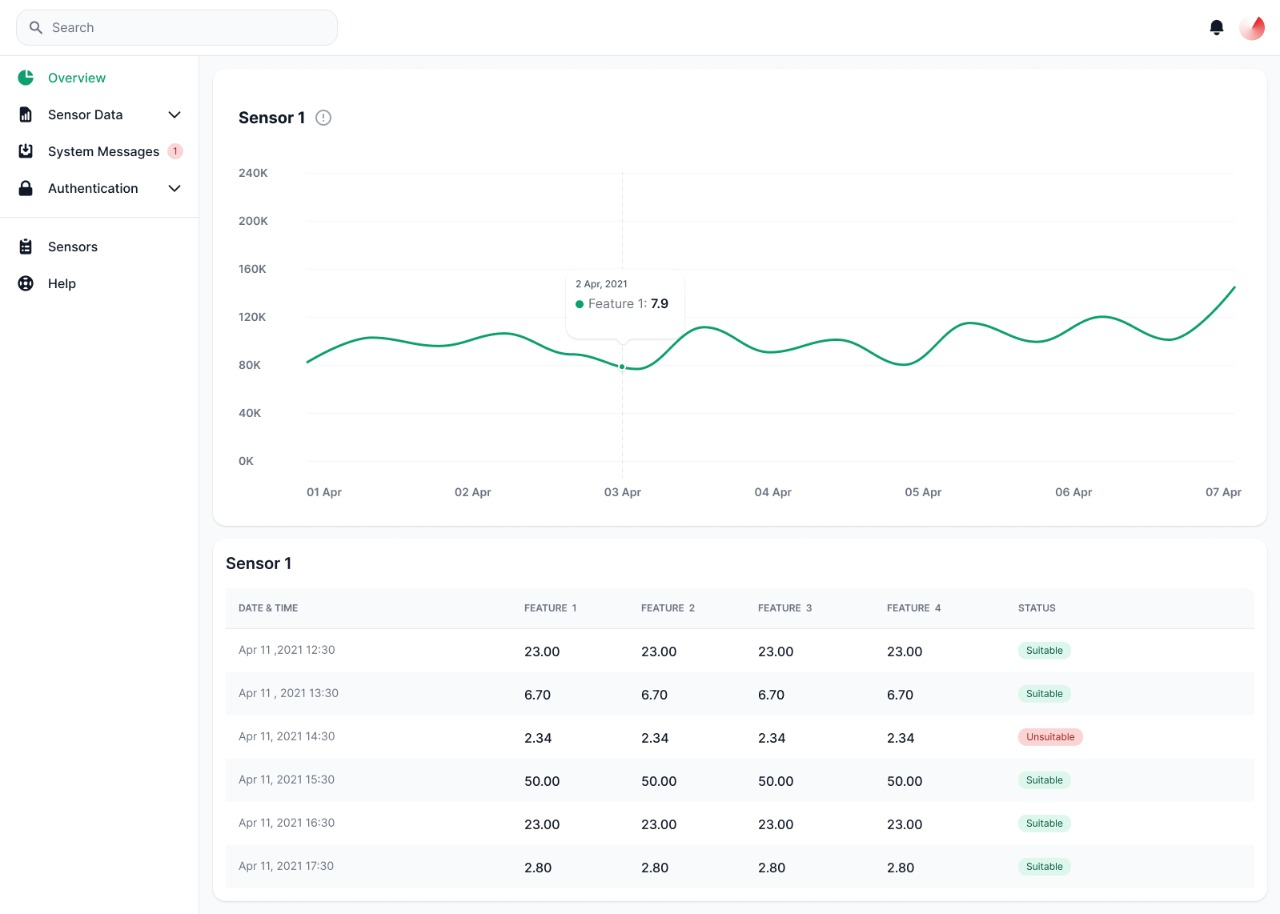 Search
Overview
Sensor Data
System Messages 1
Authentication
Sensors
Help
Sensor 1
240K
200K
160K
120K
80K
40K
0K
2 Apr, 2021
Feature 1: 7.9
01 Apr 02 Apr 03 Apr 04 Apr 05 Apr 06 Apr 07 Apr
Sensor 1
DATE & TIME FEATURE 1 FEATURE 2 FEATURE 3 FEATURE 4 STATUS
Apr 11 ,2021 12:30 23.00 23.00 23.00 23.00 Suitable
Apr 11 , 2021 13:30 6.70 6.70 6.70 6.70 Suitable
Apr 11, 2021 14:30 2.34 2.34 2.34 2.34 Unsuitable
Apr 11, 2021 15:30 50.00 50.00 50.00 50.00 Suitable
Apr 11, 2021 16:30 23.00 23.00 23.00 23.00 Suitable
Apr 11, 2021 17:30 2.80 2.80 2.80 2.80 Suitable